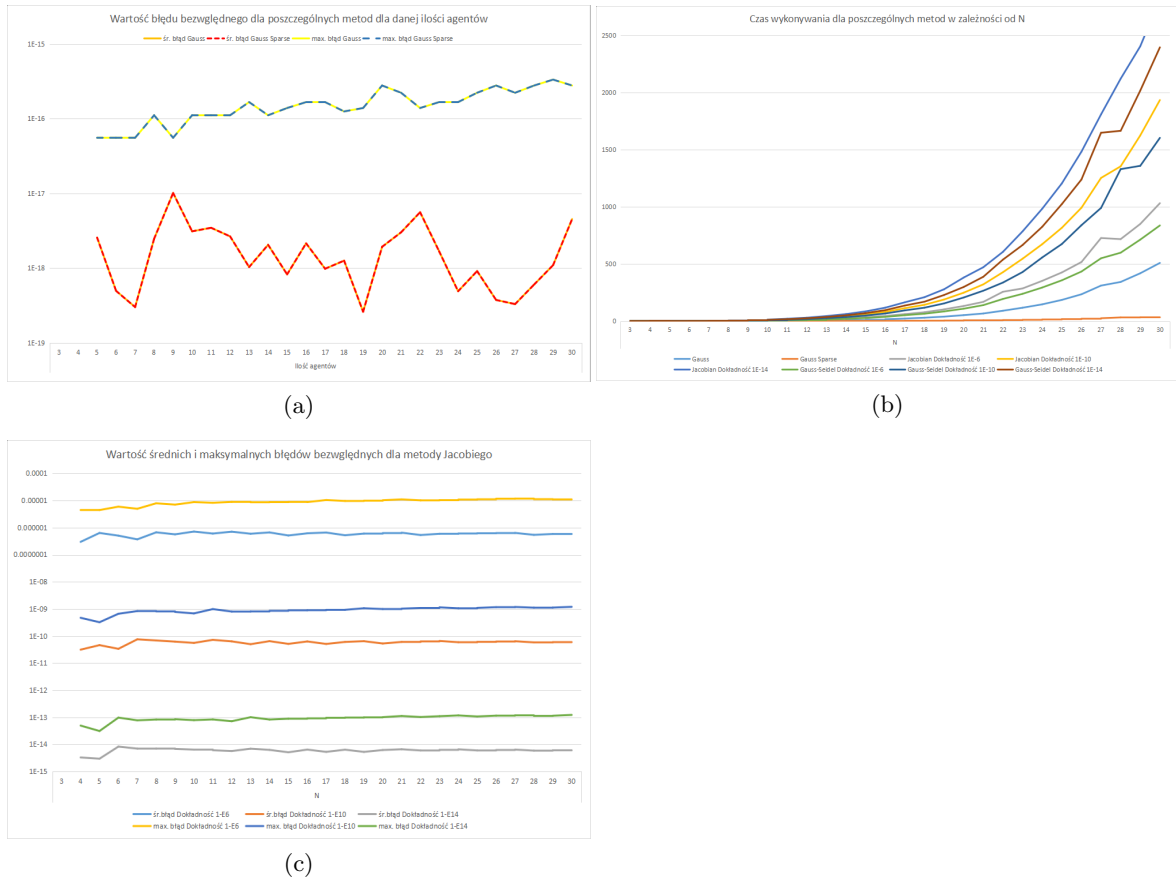 Wartość błędu bezwględnego dla poszczególnych metod dla danej ilości agentów
śr. błąd Gauss śr. błąd Gauss Sparse max. błąd Gauss max. błąd Gauss Sparse
1E-15
1E-16
1E-17
1E-18
1E-19
3 4 5 6 7 8 9 10 11 12 13 14 15 16 17 18 19 20 21 22 23 24 25 26 27 28 29 30
Ilość agentów
(a)
Czas wykonywania dla poszczególnych metod w zależności od N
2500
2000
1500
1000
500
0
3 4 5 6 7 8 9 10 11 12 13 14 15 16 17 18 19 20 21 22 23 24 25 26 27 28 29 30
N
Gauss Gauss Sparse Jacobian Dokładność 1E-6 Jacobian Dokładność 1E-10
Jacobian Dokładność 1E-14 Gauss-Seidel Dokładność 1E-6 Gauss-Seidel Dokładność 1E-10 Gauss-Seidel Dokładność 1E-14
(b)
Wartość średnich i maksymalnych błędów bezwględnych dla metody Jacobiego
0.0001
0.00001
0.000001
0.0000001
1E-08
1E-09
1E-10
1E-11
1E-12
1E-13
1E-14
1E-15
3 4 5 6 7 8 9 10 11 12 13 14 15 16 17 18 19 20 21 22 23 24 25 26 27 28 29 30
N
śr.błąd Dokładność 1-E6 śr.błąd Dokładność 1-E10 śr.błąd Dokładność 1-E14
max. błąd Dokładność 1-E6 max. błąd Dokładność 1-E10 max. błąd Dokładność 1-E14
(c)